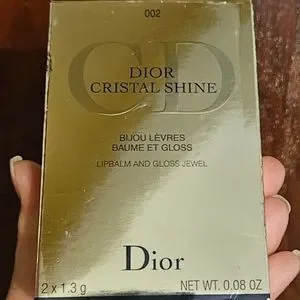 002
CD
DIOR
CRISTAL SHINE
BIJOU LÈVRES
BAUME ET GLOSS
LIPBALM AND GLOSS JEWEL
Dior
2 x 1.3 g NET WT. 0.08 OZ